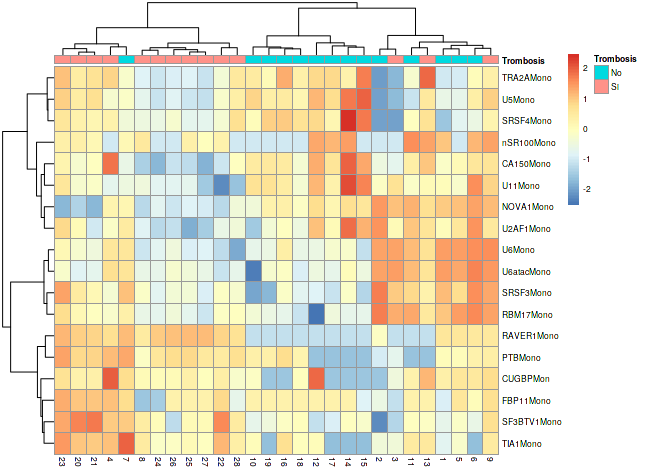 Trombosis
Trombosis
No
SI
2
1
0
-1
-2
TRA2AMono
U5Mono
SRSF4Mono
nSR100Mono
CA150Mono
U11Mono
NOVA1Mono
U2AF1Mono
U6Mono
U6atacMono
SRSF3Mono
RBM17Mono
RAVER1Mono
PTBMono
CUGBPMon
FBP11Mono
SF3BTV1Mono
TIA1Mono
23 20 21 4 7 8 24 26 25 27 22 28 10 19 16 18 12 17 14 15 2 3 11 13 1 5 6 9